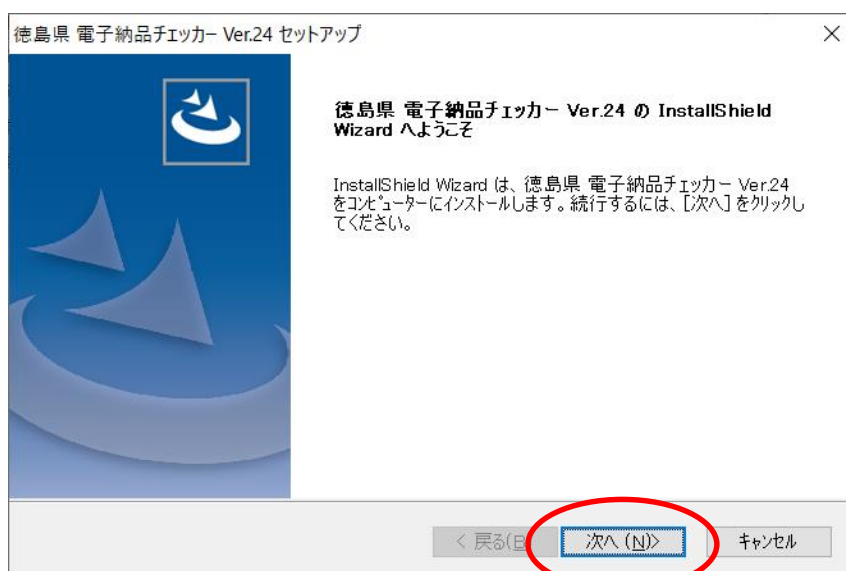 徳島県 電子納品チェッカー Ver.24 セットアップ
徳島県 電子納品チェッカー Ver.24 の InstallShield
Wizard へようこそ
InstallShield Wizard は、徳島県 電子納品チェッカー Ver.24
をコンピューターにインストールします。続行するには、[次へ] をクリックし
てください。
< 戻る(B
次へ (N)>
キャンセル